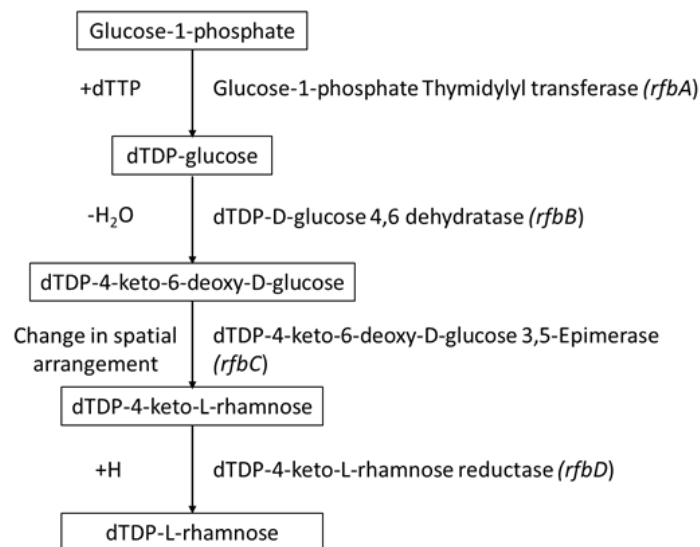 Glucose-1-phosphate
+dTTP Glucose-1-phosphate Thymidylyl transferase (rfbA)
dTDP-glucose
-H₂O dTDP-D-glucose 4,6 dehydratase (rfbB)
dTDP-4-keto-6-deoxy-D-glucose
Change in spatial
arrangement
dTDP-4-keto-6-deoxy-D-glucose 3,5-Epimerase
(rfbC)
dTDP-4-keto-L-rhamnose
+H dTDP-4-keto-L-rhamnose reductase (rfbD)
dTDP-L-rhamnose